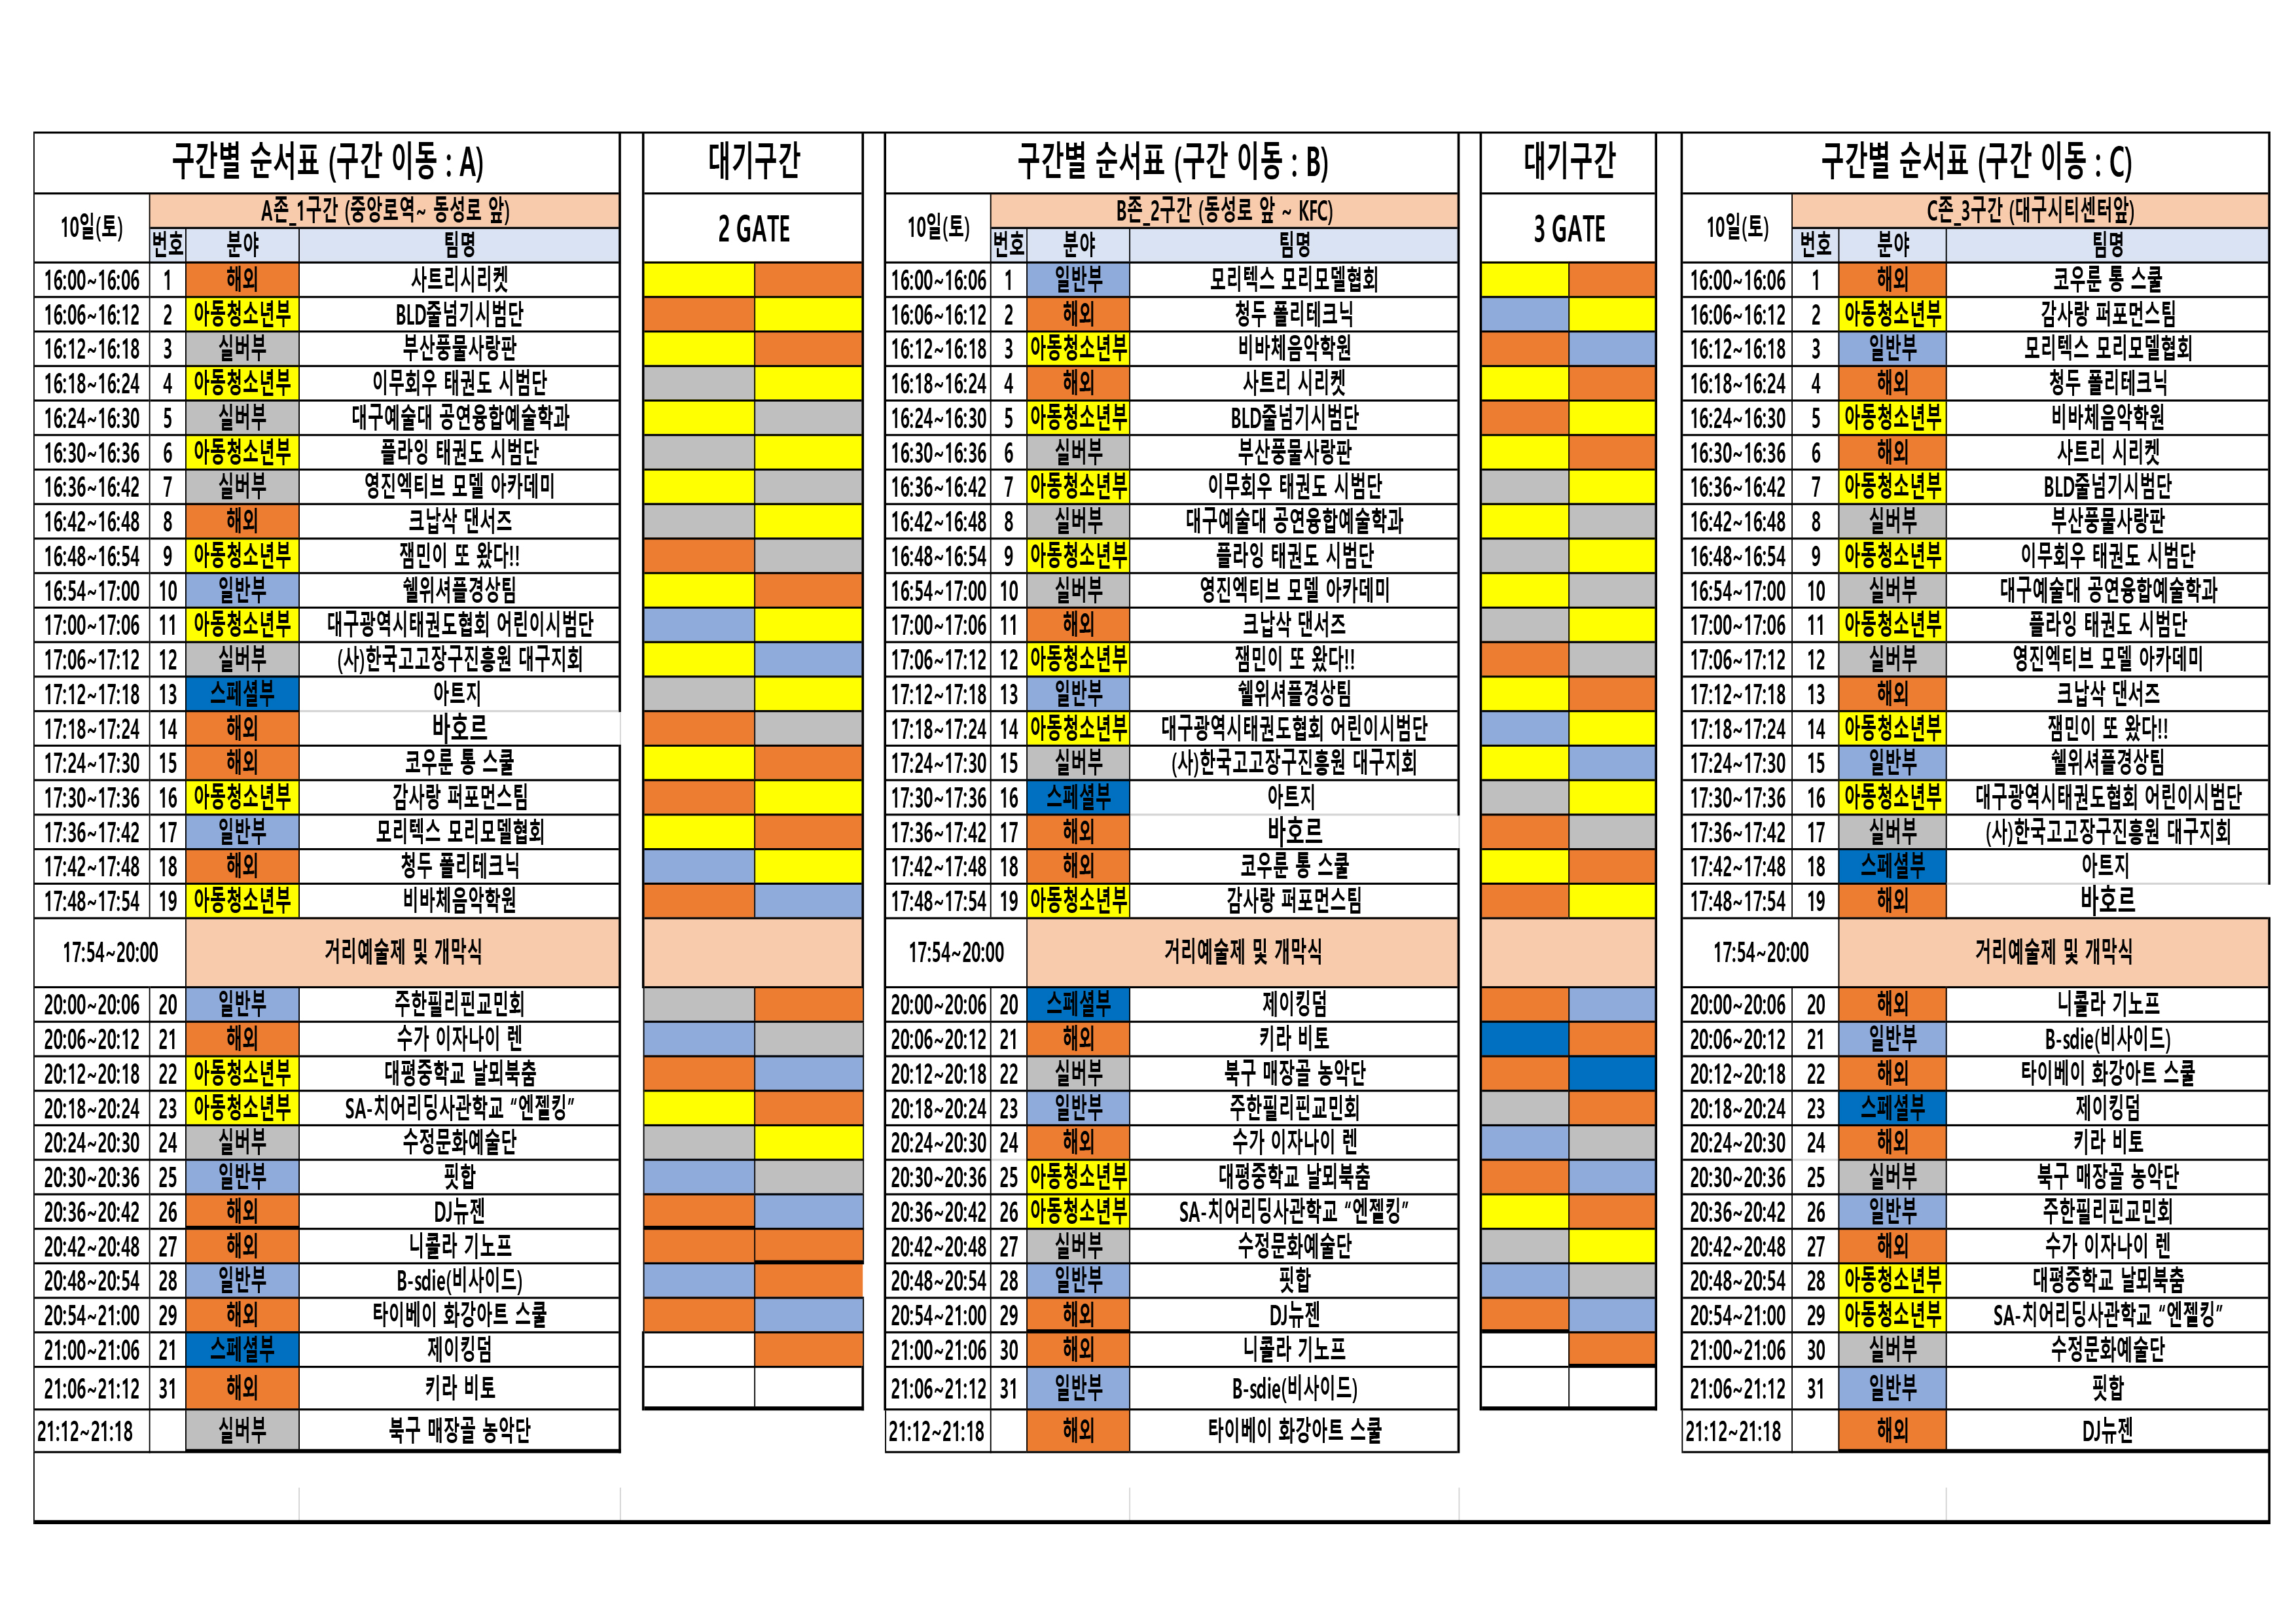 구간별 순서표 (구간 이동 : A) 대기구간 구간별 순서표 (구간 이동 : B) 대기구간 구간별 순서표 (구간 이동 : C)
10일(토) A존_1구간 (중앙로역~ 동성로 앞) 2 GATE 10일(토) B존_2구간 (동성로 앞 ~ KFC) 3 GATE 10일(토) C존_3구간 (대구시티센터앞)
번호 분야 팀명 번호 분야 팀명 번호 분야 팀명
16:00~16:06 1 해외 사트리시리켓 16:00~16:06 1 일반부 모리텍스 모리모델협회 16:00~16:06 1 해외 코우룬 통 스쿨
16:06~16:12 2 아동청소년부 BLD줄넘기시범단 16:06~16:12 2 해외 청두 폴리테크닉 16:06~16:12 2 아동청소년부 감사랑 퍼포먼스팀
16:12~16:18 3 실버부 부산풍물사랑판 16:12~16:18 3 아동청소년부 비바체음악학원 16:12~16:18 3 일반부 모리텍스 모리모델협회
16:18~16:24 4 아동청소년부 이무회우 태권도 시범단 16:18~16:24 4 해외 사트리 시리켓 16:18~16:24 4 해외 청두 폴리테크닉
16:24~16:30 5 실버부 대구예술대 공연융합예술학과 16:24~16:30 5 아동청소년부 BLD줄넘기시범단 16:24~16:30 5 아동청소년부 비바체음악학원
16:30~16:36 6 아동청소년부 플라잉 태권도 시범단 16:30~16:36 6 실버부 부산풍물사랑판 16:30~16:36 6 해외 사트리 시리켓
16:36~16:42 7 실버부 영진엑티브 모델 아카데미 16:36~16:42 7 아동청소년부 이무회우 태권도 시범단 16:36~16:42 7 아동청소년부 BLD줄넘기시범단
16:42~16:48 8 해외 크납삭 댄서즈 16:42~16:48 8 실버부 대구예술대 공연융합예술학과 16:42~16:48 8 실버부 부산풍물사랑판
16:48~16:54 9 아동청소년부 잼민이 또 왔다!! 16:48~16:54 9 아동청소년부 플라잉 태권도 시범단 16:48~16:54 9 아동청소년부 이무회우 태권도 시범단
16:54~17:00 10 일반부 쉘위셔플경상팀 16:54~17:00 10 실버부 영진엑티브 모델 아카데미 16:54~17:00 10 실버부 대구예술대 공연융합예술학과
17:00~17:06 11 아동청소년부 대구광역시태권도협회 어린이시범단 17:00~17:06 11 해외 크납삭 댄서즈 17:00~17:06 11 아동청소년부 플라잉 태권도 시범단
17:06~17:12 12 실버부 (사)한국고고장구진흥원 대구지회 17:06~17:12 12 아동청소년부 잼민이 또 왔다!! 17:06~17:12 12 실버부 영진엑티브 모델 아카데미
17:12~17:18 13 스페셜부 아트지 17:12~17:18 13 일반부 쉘위셔플경상팀 17:12~17:18 13 해외 크납삭 댄서즈
17:18~17:24 14 해외 바호르 17:18~17:24 14 아동청소년부 대구광역시태권도협회 어린이시범단 17:18~17:24 14 아동청소년부 잼민이 또 왔다!!
17:24~17:30 15 해외 코우룬 통 스쿨 17:24~17:30 15 실버부 (사)한국고고장구진흥원 대구지회 17:24~17:30 15 일반부 쉘위셔플경상팀
17:30~17:36 16 아동청소년부 감사랑 퍼포먼스팀 17:30~17:36 16 스페셜부 아트지 17:30~17:36 16 아동청소년부 대구광역시태권도협회 어린이시범단
17:36~17:42 17 일반부 모리텍스 모리모델협회 17:36~17:42 17 해외 바호르 17:36~17:42 17 실버부 (사)한국고고장구진흥원 대구지회
17:42~17:48 18 해외 청두 폴리테크닉 17:42~17:48 18 해외 코우룬 통 스쿨 17:42~17:48 18 스페셜부 아트지
17:48~17:54 19 아동청소년부 비바체음악학원 17:48~17:54 19 아동청소년부 감사랑 퍼포먼스팀 17:48~17:54 19 해외 바호르
17:54~20:00 거리예술제 및 개막식 17:54~20:00 거리예술제 및 개막식 17:54~20:00 거리예술제 및 개막식
20:00~20:06 20 일반부 주한필리핀교민회 20:00~20:06 20 스페셜부 제이킹덤 20:00~20:06 20 해외 니콜라 기노프
20:06~20:12 21 해외 수가 이자나이 렌 20:06~20:12 21 해외 키라 비토 20:06~20:12 21 일반부 B-sdie(비사이드)
20:12~20:18 22 아동청소년부 대평중학교 날뫼북춤 20:12~20:18 22 실버부 북구 매장골 농악단 20:12~20:18 22 해외 타이베이 화강아트 스쿨
20:18~20:24 23 아동청소년부 SA-치어리딩사관학교 “엔젤킹” 20:18~20:24 23 일반부 주한필리핀교민회 20:18~20:24 23 스페셜부 제이킹덤
20:24~20:30 24 실버부 수정문화예술단 20:24~20:30 24 해외 수가 이자나이 렌 20:24~20:30 24 해외 키라 비토
20:30~20:36 25 일반부 핏합 20:30~20:36 25 아동청소년부 대평중학교 날뫼북춤 20:30~20:36 25 실버부 북구 매장골 농악단
20:36~20:42 26 해외 DJ뉴젠 20:36~20:42 26 아동청소년부 SA-치어리딩사관학교 “엔젤킹” 20:36~20:42 26 일반부 주한필리핀교민회
20:42~20:48 27 해외 니콜라 기노프 20:42~20:48 27 실버부 수정문화예술단 20:42~20:48 27 해외 수가 이자나이 렌
20:48~20:54 28 일반부 B-sdie(비사이드) 20:48~20:54 28 일반부 핏합 20:48~20:54 28 아동청소년부 대평중학교 날뫼북춤
20:54~21:00 29 해외 타이베이 화강아트 스쿨 20:54~21:00 29 해외 DJ뉴젠 20:54~21:00 29 아동청소년부 SA-치어리딩사관학교 “엔젤킹”
21:00~21:06 21 스페셜부 제이킹덤 21:00~21:06 30 해외 니콜라 기노프 21:00~21:06 30 실버부 수정문화예술단
21:06~21:12 31 해외 키라 비토 21:06~21:12 31 일반부 B-sdie(비사이드) 21:06~21:12 31 일반부 핏합
21:12~21:18 실버부 북구 매장골 농악단 21:12~21:18 해외 타이베이 화강아트 스쿨 21:12~21:18 해외 DJ뉴젠